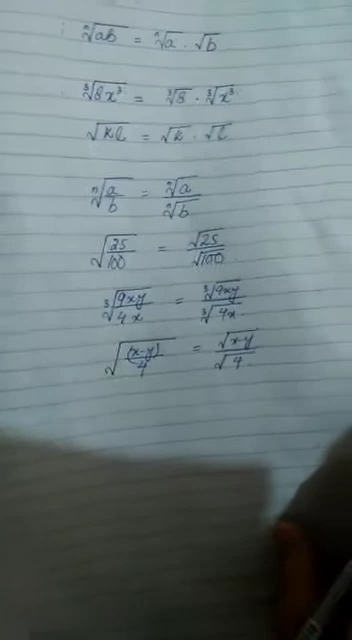 ⁿ√ab = ⁿ√a · √b
³√8x³ = ³√8 · ³√x³
√kl = √k · √l
ⁿ√(a/b) = ⁿ√a / ⁿ√b
√(25/100) = √25 / √100
³√(9xy/4x) = ³√9xy / ³√4x
√((x-y)/4) = √x-y / √4